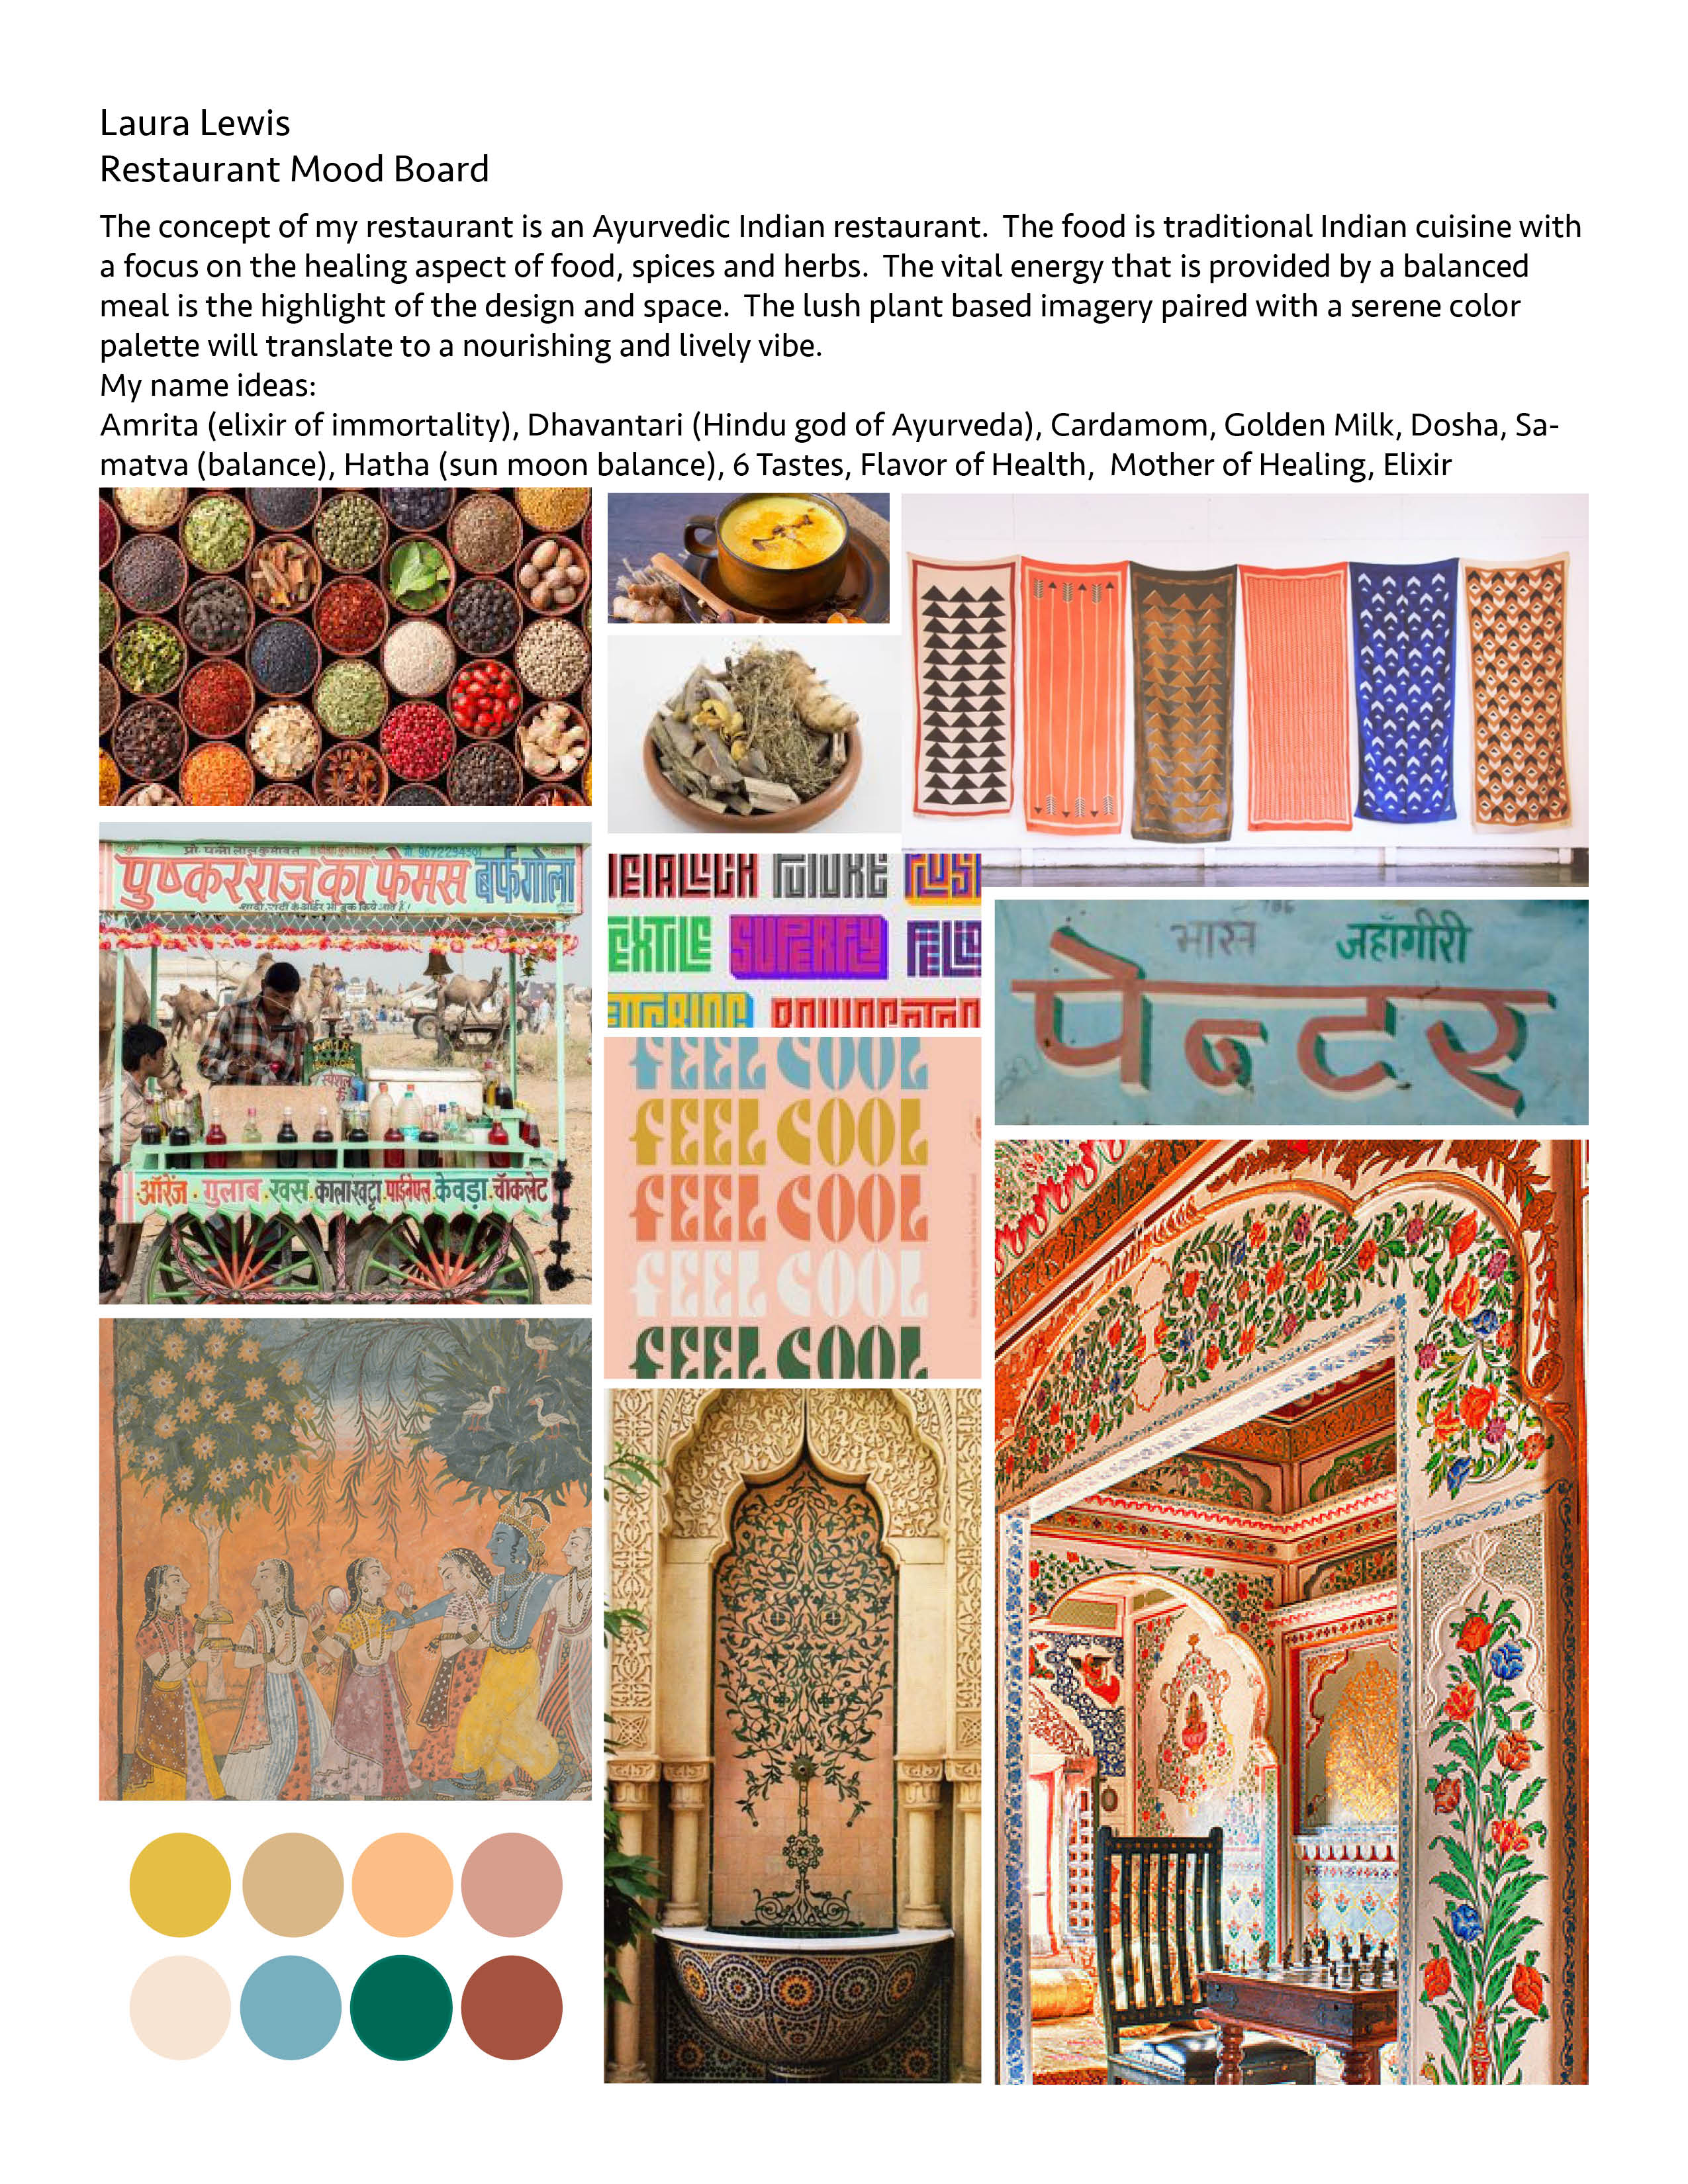 Laura Lewis
Restaurant Mood Board
The concept of my restaurant is an Ayurvedic Indian restaurant.  The food is traditional Indian cuisine with
a focus on the healing aspect of food, spices and herbs.  The vital energy that is provided by a balanced
meal is the highlight of the design and space.  The lush plant based imagery paired with a serene color
palette will translate to a nourishing and lively vibe.
My name ideas:
Amrita (elixir of immortality), Dhavantari (Hindu god of Ayurveda), Cardamom, Golden Milk, Dosha, Sa-
matva (balance), Hatha (sun moon balance), 6 Tastes, Flavor of Health,  Mother of Healing, Elixir
9672294501
पुष्करराज का फेमस बर्फगोला
ऑरेंज . गुलाब . खस . कालाखट्टा . पाईनेपल . केवड़ा . चॉकलेट
FUTURE
SUPERFLY
FEEL COOL
FEEL COOL
FEEL COOL
FEEL COOL
FEEL COOL
जहाँगीरी
पेन्टर